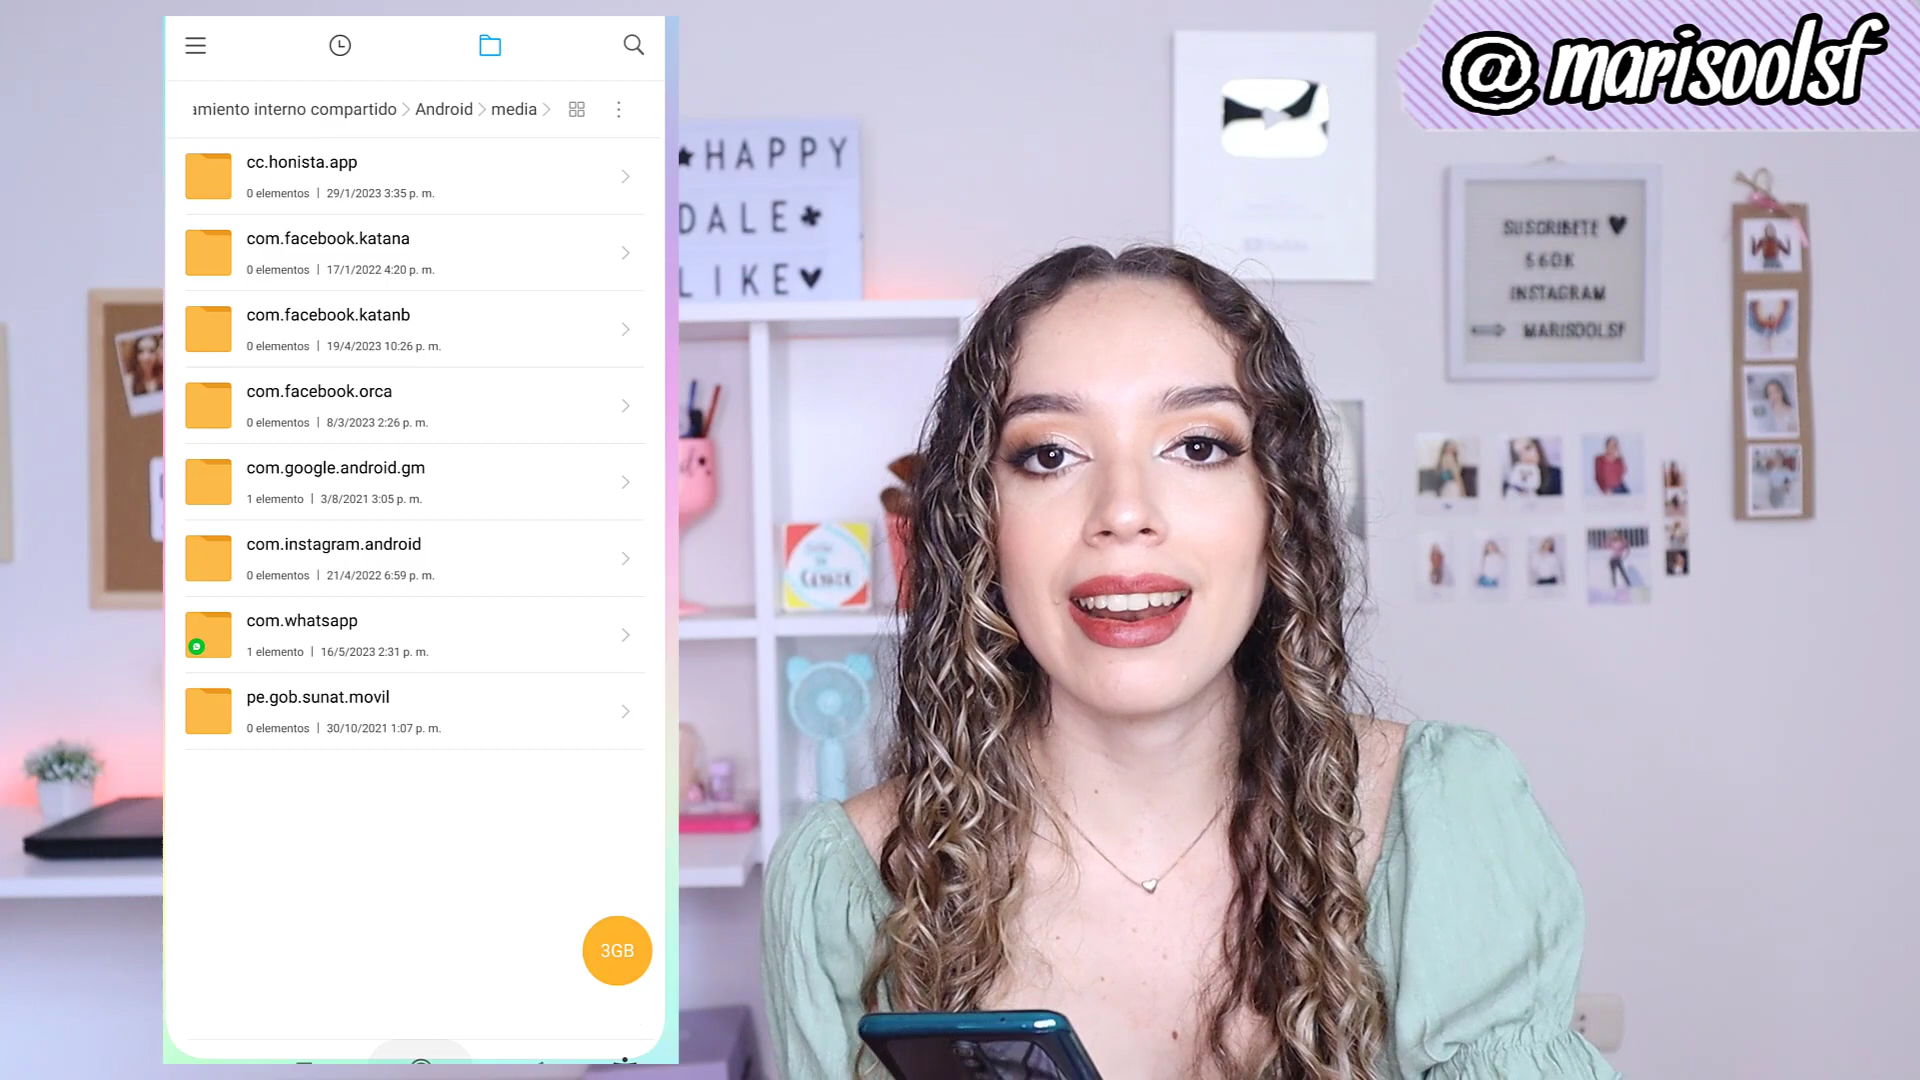 @marisoolsf
amiento interno compartido > Android > media >
cc.honista.app
0 elementos | 29/1/2023 3:35 p. m.
com.facebook.katana
0 elementos | 17/1/2022 4:20 p. m.
com.facebook.katanb
0 elementos | 19/4/2023 10:26 p. m.
com.facebook.orca
0 elementos | 8/3/2023 2:26 p. m.
com.google.android.gm
1 elemento | 3/8/2021 3:05 p. m.
com.instagram.android
0 elementos | 21/4/2022 6:59 p. m.
com.whatsapp
1 elemento | 16/5/2023 2:31 p. m.
pe.gob.sunat.movil
0 elementos | 30/10/2021 1:07 p. m.
3GB
HAPPY
DALE
LIKE
SUSCRIBETE
560K
INSTAGRAM
MARISOOLSF